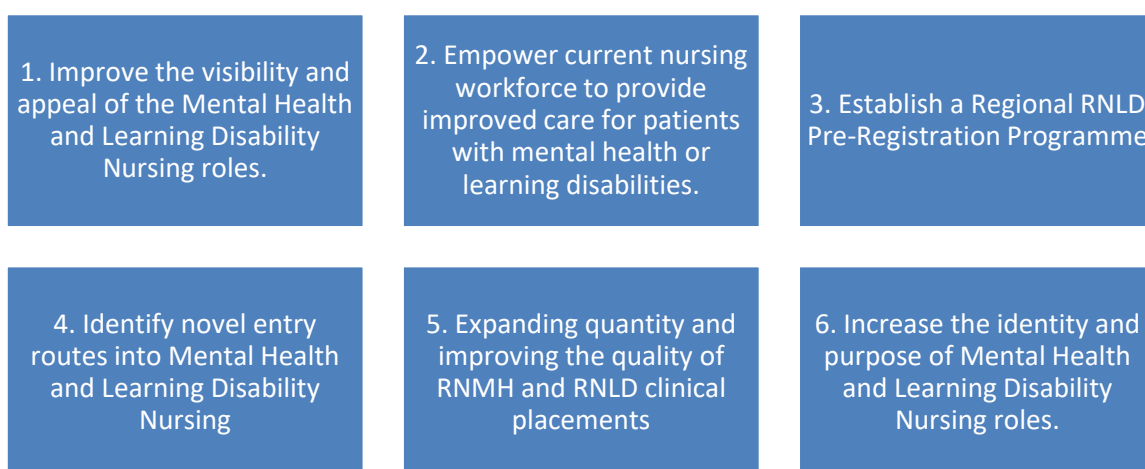 1. Improve the visibility and
appeal of the Mental Health
and Learning Disability
Nursing roles.
2. Empower current nursing
workforce to provide
improved care for patients
with mental health or
learning disabilities.
3. Establish a Regional RNLD
Pre-Registration Programme
4. Identify novel entry
routes into Mental Health
and Learning Disability
Nursing
5. Expanding quantity and
improving the quality of
RNMH and RNLD clinical
placements
6. Increase the identity and
purpose of Mental Health
and Learning Disability
Nursing roles.